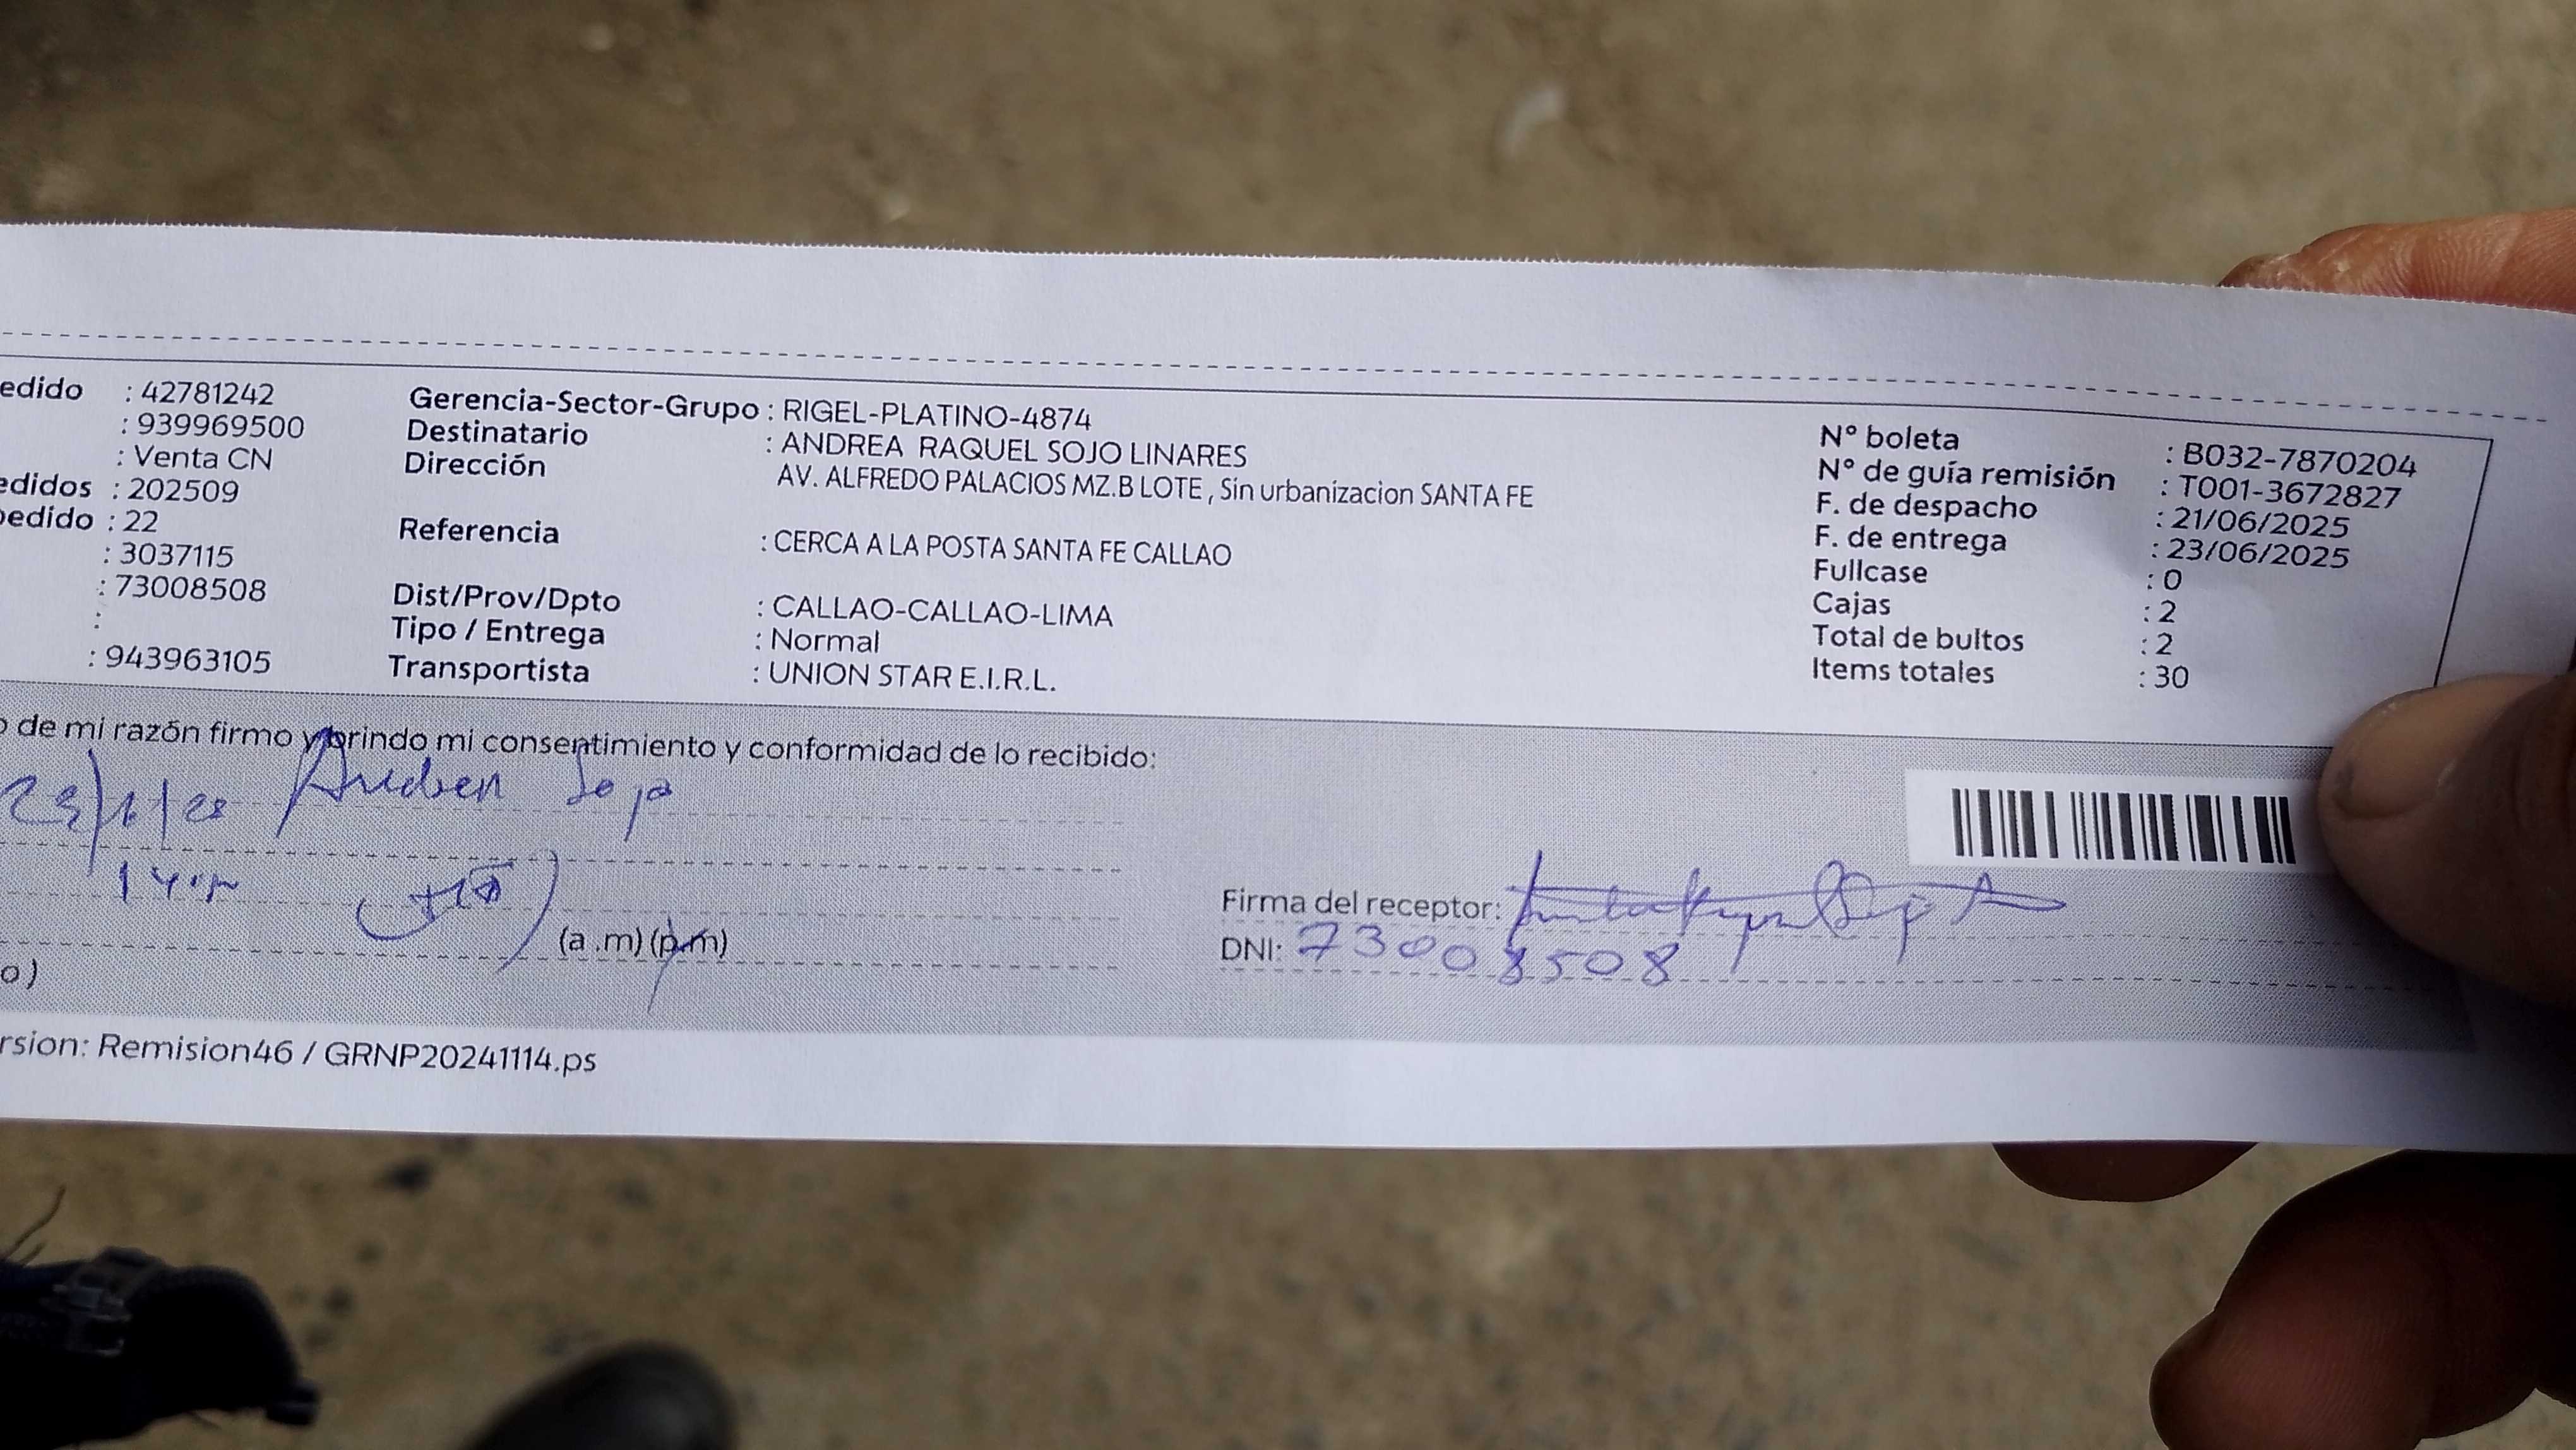 edido : 42781242
: 939969500
: Venta CN
edidos : 202509
pedido : 22
: 3037115
: 73008508
:
: 943963105
Gerencia-Sector-Grupo : RIGEL-PLATINO-4874
Destinatario : ANDREA RAQUEL SOJO LINARES
Dirección AV. ALFREDO PALACIOS MZ.B LOTE , Sin urbanizacion SANTA FE
Referencia : CERCA A LA POSTA SANTA FE CALLAO
Dist/Prov/Dpto : CALLAO-CALLAO-LIMA
Tipo / Entrega : Normal
Transportista : UNION STAR E.I.R.L.
N° boleta : B032-7870204
N° de guía remisión : T001-3672827
F. de despacho : 21/06/2025
F. de entrega : 23/06/2025
Fullcase : 0
Cajas : 2
Total de bultos : 2
Items totales : 30
o de mi razón firmo y brindo mi consentimiento y conformidad de lo recibido:
Sojo
(a .m) (p.m)
o)
Firma del receptor:
DNI: 73008508
rsion: Remision46 / GRNP20241114.ps